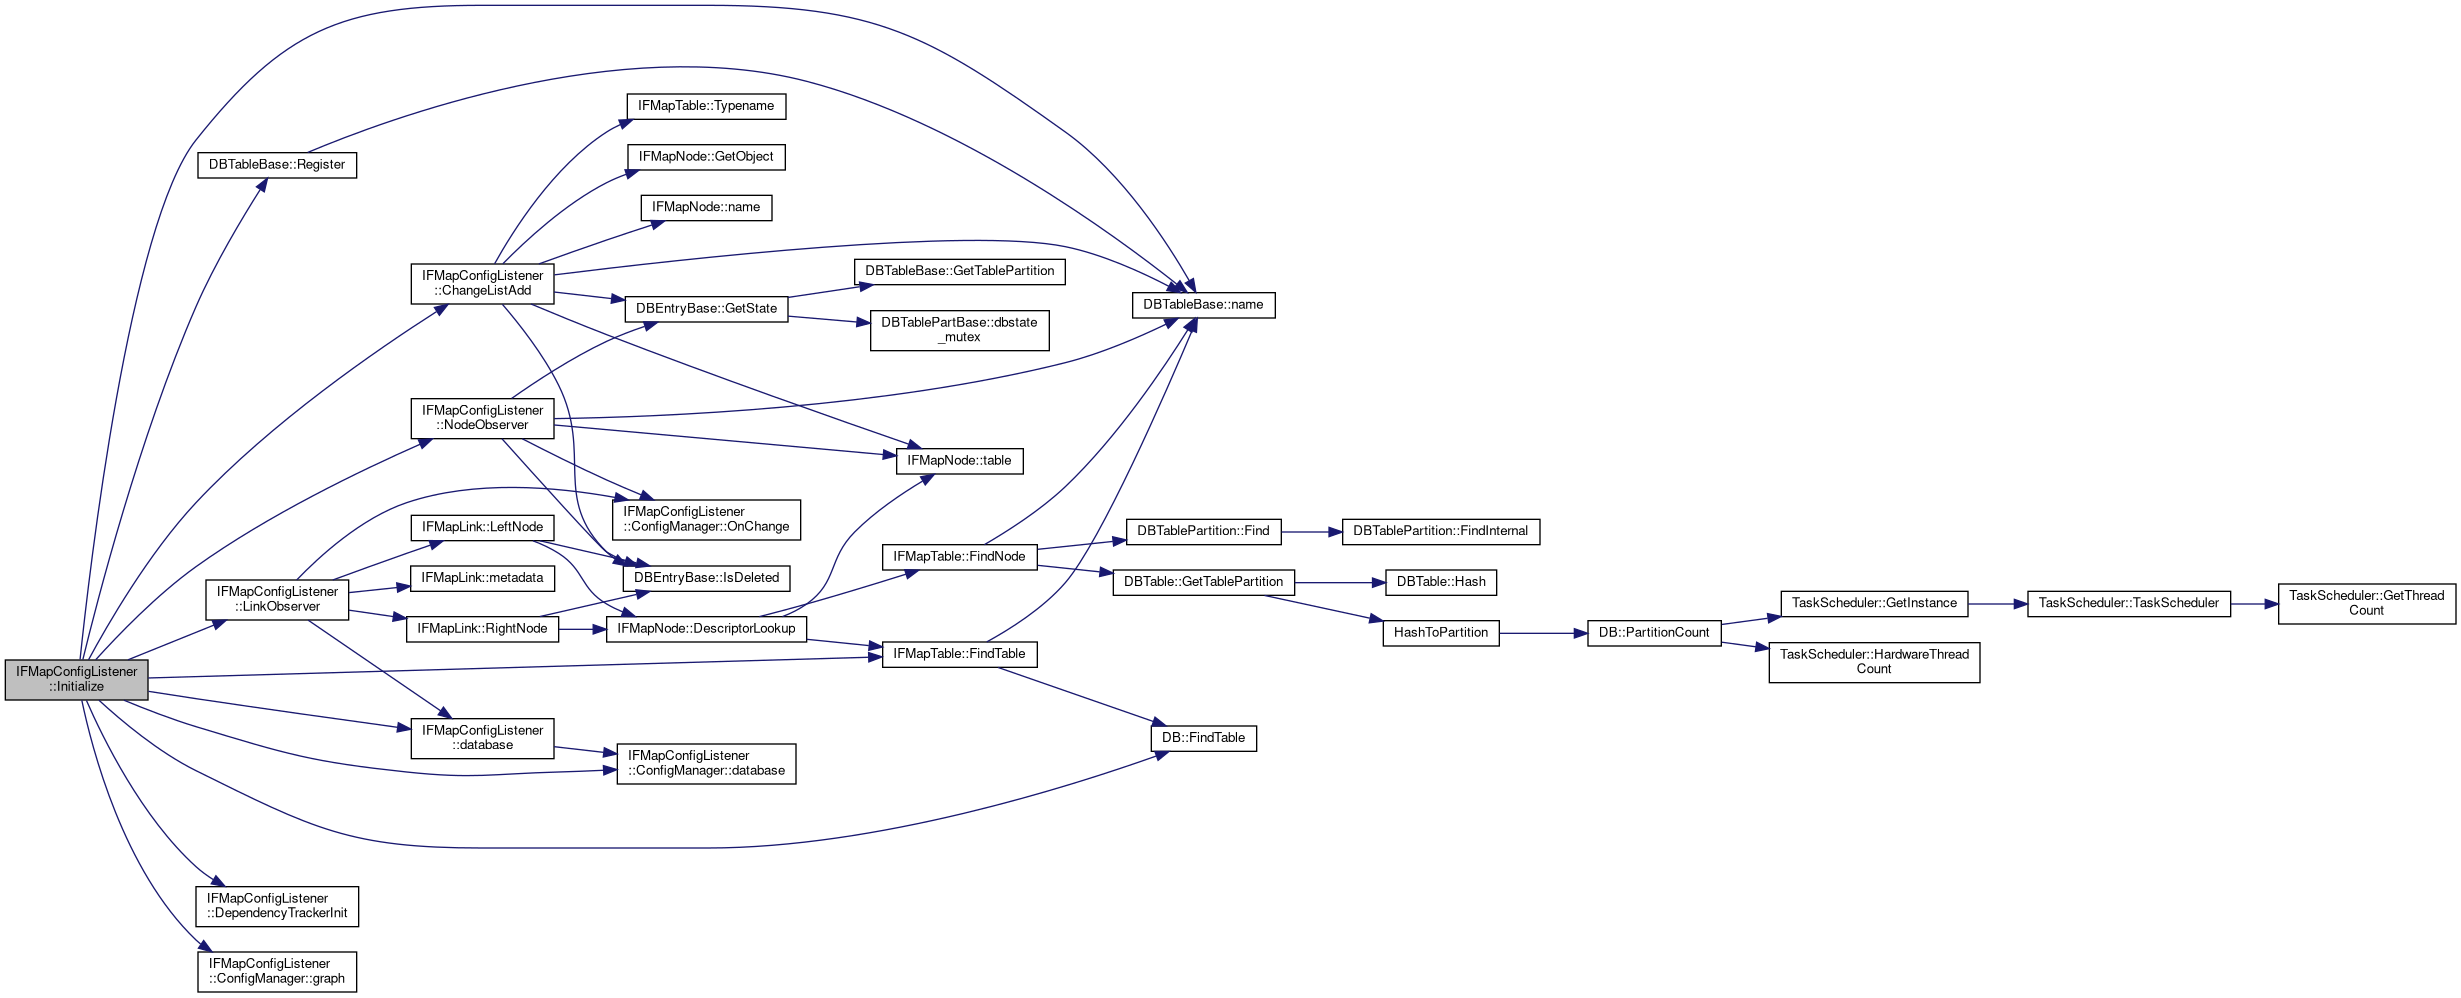 IFMapConfigListener
::Initialize
DBTableBase::Register
IFMapConfigListener
::LinkObserver
IFMapConfigListener
::DependencyTrackerInit
IFMapConfigListener
::ConfigManager::graph
IFMapConfigListener
::ChangeListAdd
IFMapConfigListener
::NodeObserver
IFMapLink::LeftNode
IFMapLink::metadata
IFMapLink::RightNode
IFMapConfigListener
::database
IFMapTable::Typename
IFMapNode::GetObject
IFMapNode::name
DBEntryBase::GetState
IFMapConfigListener
::ConfigManager::OnChange
DBEntryBase::IsDeleted
IFMapNode::DescriptorLookup
IFMapConfigListener
::ConfigManager::database
DBTableBase::GetTablePartition
DBTablePartBase::dbstate
_mutex
IFMapNode::table
IFMapTable::FindNode
IFMapTable::FindTable
DBTableBase::name
DBTablePartition::Find
DBTable::GetTablePartition
DB::FindTable
DBTablePartition::FindInternal
DBTable::Hash
HashToPartition
DB::PartitionCount
TaskScheduler::GetInstance
TaskScheduler::HardwareThread
Count
TaskScheduler::TaskScheduler
TaskScheduler::GetThread
Count